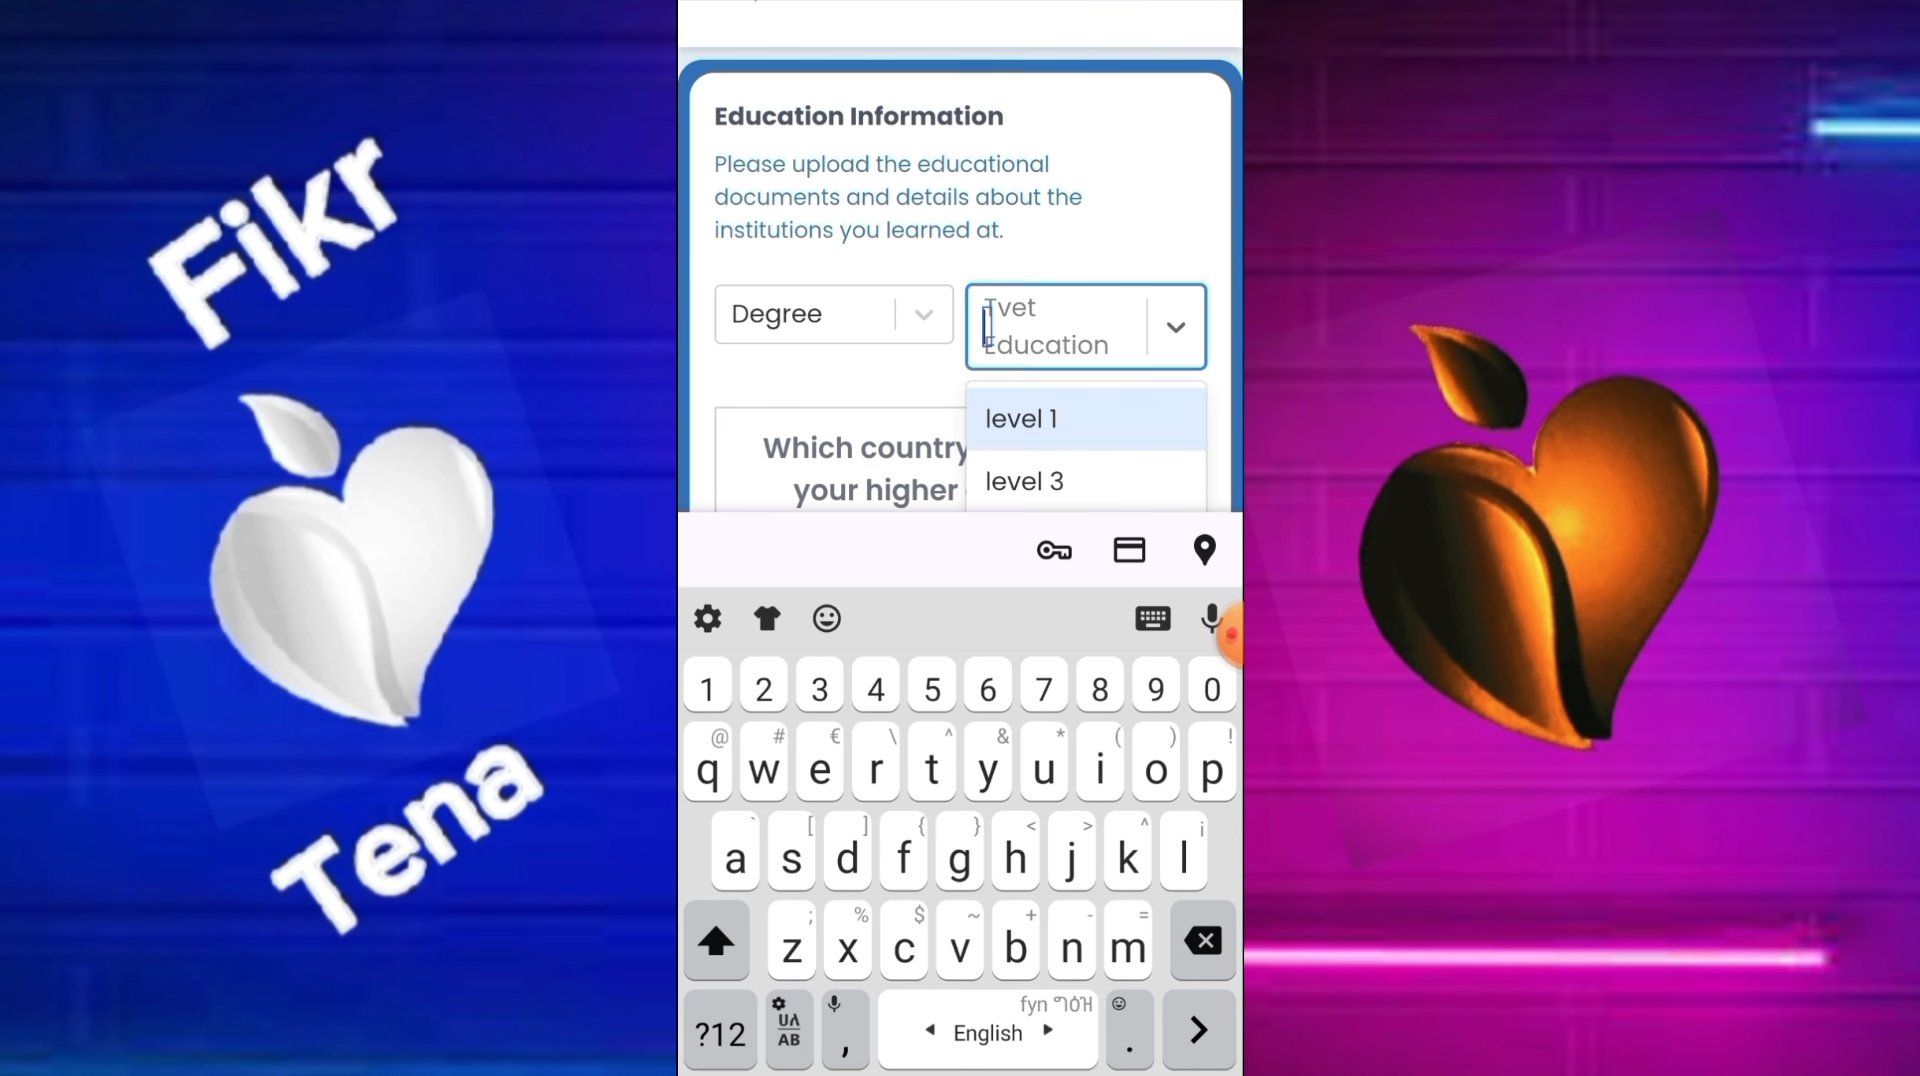 Fikr
Tena
Education Information
Please upload the educational
documents and details about the
institutions you learned at.
Degree
Tvet
Education
level 1
level 3
Which country
your higher
1 2 3 4 5 6 7 8 9 0
@ # € \ ^ & * ( ) !
q w e r t y u i o p
` [ ] { } < > ^ ¡
a s d f g h j k l
; % $ ~ + - =
z x c v b n m
?12
AB
,
fyn
English
.